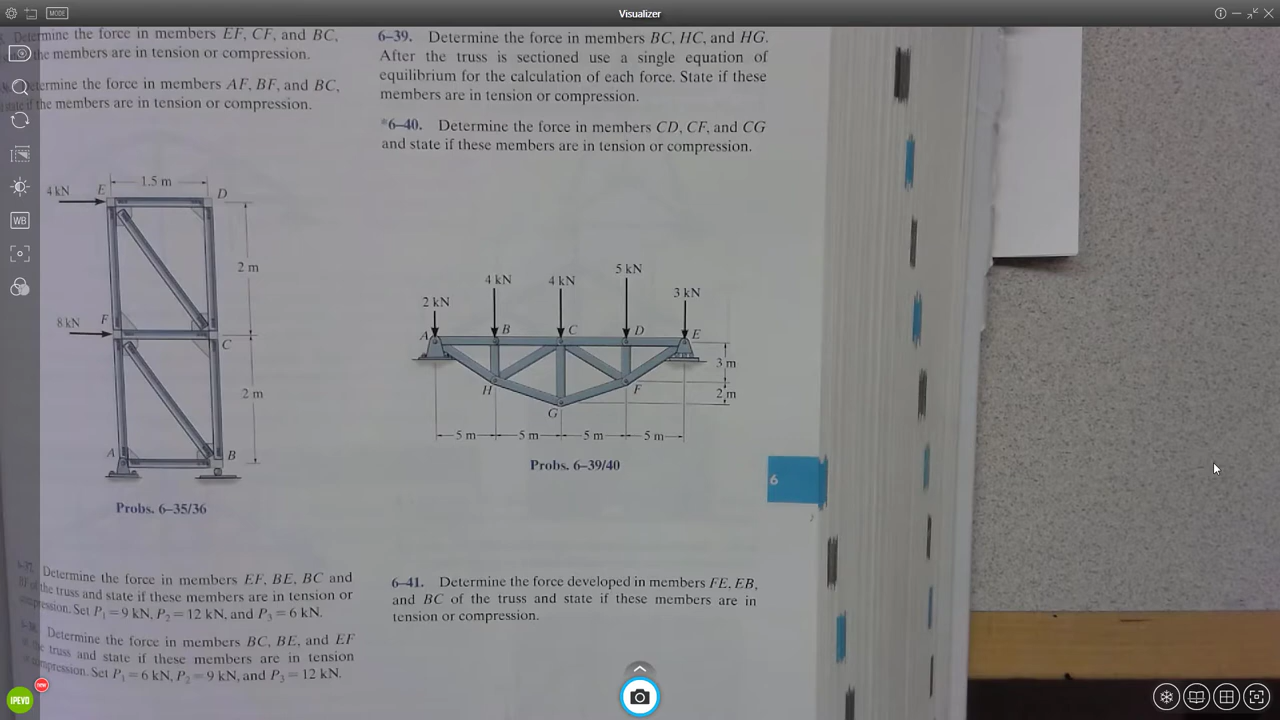 MODE
Visualizer
Determine the force in members EF, CF, and BC,
the members are in tension or compression.
Determine the force in members AF, BF, and BC,
the members are in tension or compression.
WB
1.5 m
4 kN
E
D
2 m
8 kN
F
C
2 m
A
B
Probs. 6–35/36
Determine the force in members EF, BE, BC and
of the truss and state if these members are in tension or
compression. Set P1 = 9 kN, P2 = 12 kN, and P3 = 6 kN.
Determine the force in members BC, BE, and EF
truss and state if these members are in tension
compression. Set P1 = 6 kN, P2 = 9 kN, and P3 = 12 kN.
6–39. Determine the force in members BC, HC, and HG.
After the truss is sectioned use a single equation of
equilibrium for the calculation of each force. State if these
members are in tension or compression.
*6–40. Determine the force in members CD, CF, and CG
and state if these members are in tension or compression.
5 kN
4 kN
4 kN
3 kN
2 kN
A
B
C
D
E
3 m
H
F
2 m
G
5 m
5 m
5 m
5 m
Probs. 6–39/40
6
6–41. Determine the force developed in members FE, EB,
and BC of the truss and state if these members are in
tension or compression.
IPEVO
new